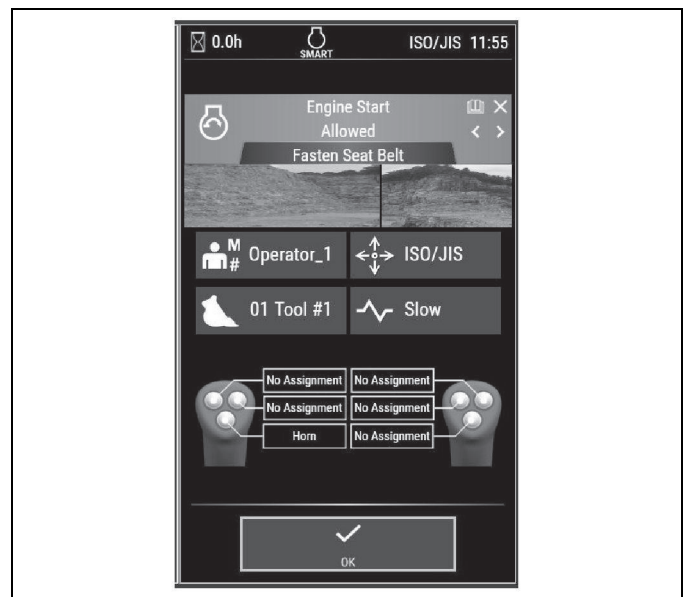 0.0h SMART ISO/JIS 11:55
Engine Start
Allowed
Fasten Seat Belt
M
# Operator_1 ISO/JIS
01 Tool #1 Slow
No Assignment No Assignment
No Assignment No Assignment
Horn No Assignment
OK